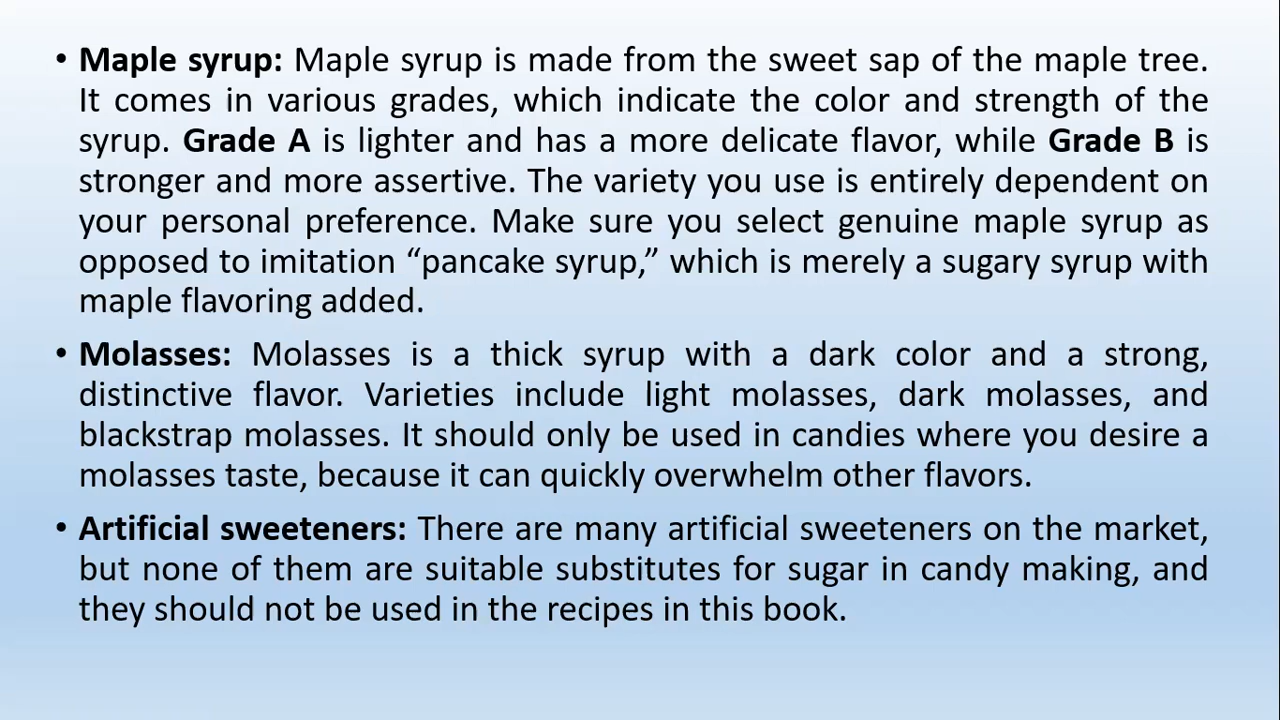 • Maple syrup: Maple syrup is made from the sweet sap of the maple tree.
It comes in various grades, which indicate the color and strength of the
syrup. Grade A is lighter and has a more delicate flavor, while Grade B is
stronger and more assertive. The variety you use is entirely dependent on
your personal preference. Make sure you select genuine maple syrup as
opposed to imitation “pancake syrup,” which is merely a sugary syrup with
maple flavoring added.
• Molasses: Molasses is a thick syrup with a dark color and a strong,
distinctive flavor. Varieties include light molasses, dark molasses, and
blackstrap molasses. It should only be used in candies where you desire a
molasses taste, because it can quickly overwhelm other flavors.
• Artificial sweeteners: There are many artificial sweeteners on the market,
but none of them are suitable substitutes for sugar in candy making, and
they should not be used in the recipes in this book.